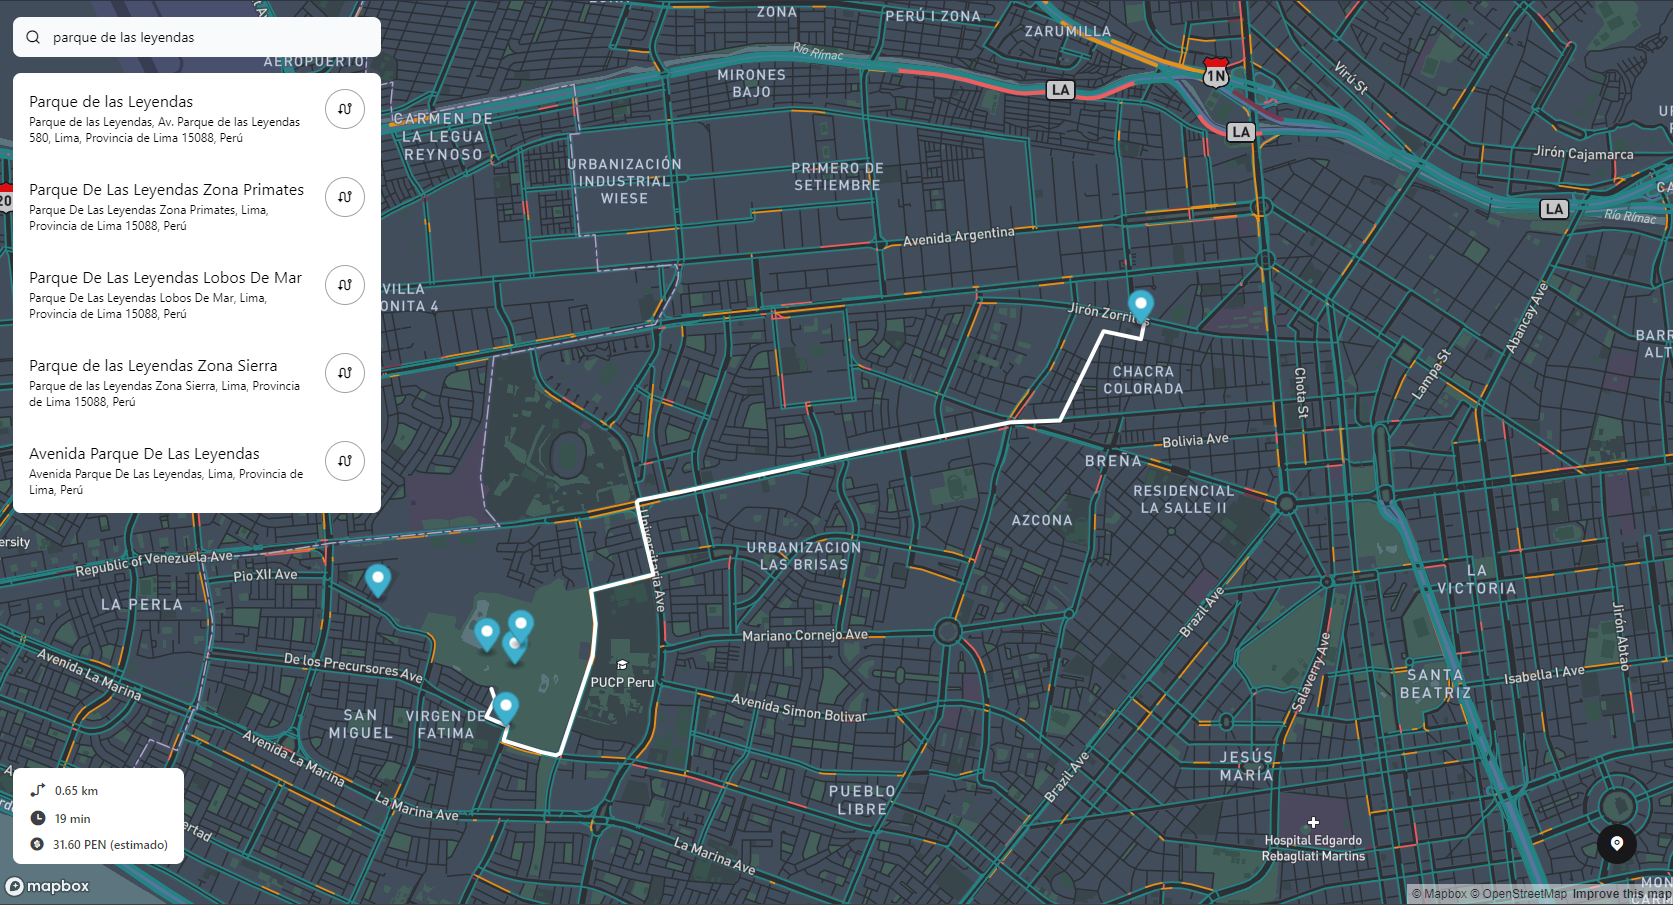 parque de las leyendas
Parque de las Leyendas
Parque de las Leyendas, Av. Parque de las Leyendas
580, Lima, Provincia de Lima 15088, Perú
Parque De Las Leyendas Zona Primates
Parque De Las Leyendas Zona Primates, Lima,
Provincia de Lima 15088, Perú
Parque De Las Leyendas Lobos De Mar
Parque De Las Leyendas Lobos De Mar, Lima,
Provincia de Lima 15088, Perú
Parque de las Leyendas Zona Sierra
Parque de las Leyendas Zona Sierra, Lima, Provincia
de Lima 15088, Perú
Avenida Parque De Las Leyendas
Avenida Parque De Las Leyendas, Lima, Provincia de
Lima, Perú
ZONA
PERÚ I ZONA
ZARUMILLA
AEROPUERTO
Río Rímac
MIRONES
BAJO
LA
1N
Virú St
LA
CARMEN DE
LA LEGUA
REYNOSO
URBANIZACIÓN
INDUSTRIAL
WIESE
PRIMERO DE
SETIEMBRE
Jirón Cajamarca
20
LA
Río Rímac
Avenida Argentina
VILLA
ONITA 4
Jirón Zorri
CHACRA
COLORADA
Chota St
Lampa St
Abancay Ave
BARR
ALT
Bolivia Ave
BREÑA
RESIDENCIAL
LA SALLE II
AZCONA
Universitaria Ave
URBANIZACION
LAS BRISAS
ersity
Republic of Venezuela Ave
Pio XII Ave
LA PERLA
LA
VICTORIA
Brazil Ave
Mariano Cornejo Ave
Jirón Abtao
Salaverry Ave
De los Precursores Ave
PUCP Peru
Avenida La Marina
SANTA
BEATRIZ
Isabella I Ave
SAN
MIGUEL
VIRGEN DE
FATIMA
Avenida Simon Bolivar
Avenida La Marina
JESÚS
MARÍA
Brazil Ave
PUEBLO
LIBRE
La Marina Ave
La Marina Ave
Hospital Edgardo
Rebagliati Martins
0.65 km
19 min
31.60 PEN (estimado)
ertad
mapbox
© Mapbox © OpenStreetMap Improve this map